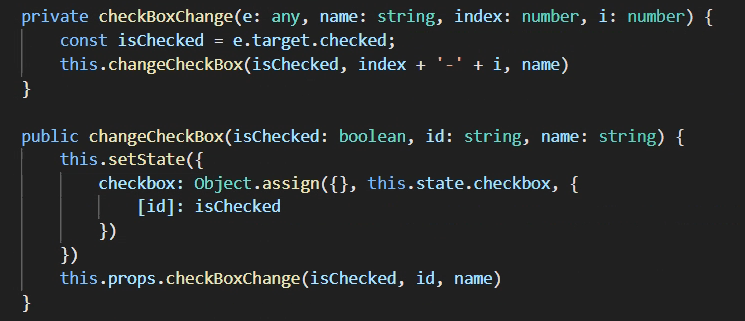 private checkBoxChange(e: any, name: string, index: number, i: number) {
    const isChecked = e.target.checked;
    this.changeCheckBox(isChecked, index + '-' + i, name)
}

public changeCheckBox(isChecked: boolean, id: string, name: string) {
    this.setState({
        checkbox: Object.assign({}, this.state.checkbox, {
            [id]: isChecked
        })
    })
    this.props.checkBoxChange(isChecked, id, name)
}